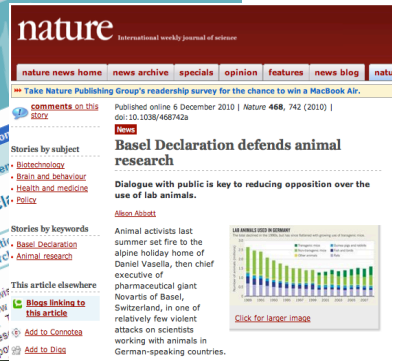 nature International weekly journal of science
nature news home
news archive
specials
opinion
features
news blog
natu
Take Nature Publishing Group's readership survey for the chance to win a MacBook Air.
comments on this
story
Stories by subject
Biotechnology
Brain and behaviour
Health and medicine
Policy
Stories by keywords
Basel Declaration
Animal research
This article elsewhere
Blogs linking to
this article
Add to Connotea
Add to Digg
Published online 6 December 2010 | Nature 468, 742 (2010) |
doi:10.1038/468742a
News
Basel Declaration defends animal
research
Dialogue with public is key to reducing opposition over the
use of lab animals.
Alison Abbott
Animal activists last
summer set fire to the
alpine holiday home of
Daniel Vasella, then chief
executive of
pharmaceutical giant
Novartis of Basel,
Switzerland, in one of
relatively few violent
attacks on scientists
working with animals in
German-speaking countries.
LAB ANIMALS USED IN GERMANY
Click for larger image